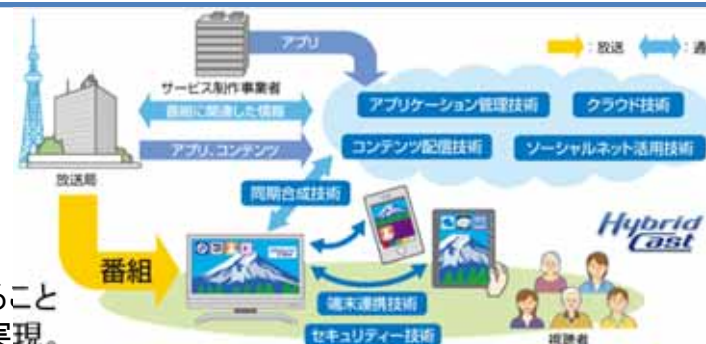 アプリ
:放送
:通
サービス制作事業者
番組に関連した情報
アプリケーション管理技術
クラウド技術
アプリ、コンテンツ
コンテンツ配信技術
ソーシャルネット活用技術
放送局
同期合成技術
Hybrid
Cast
番組
ること
端末連携技術
実現。
セキュリティー技術
視聴者